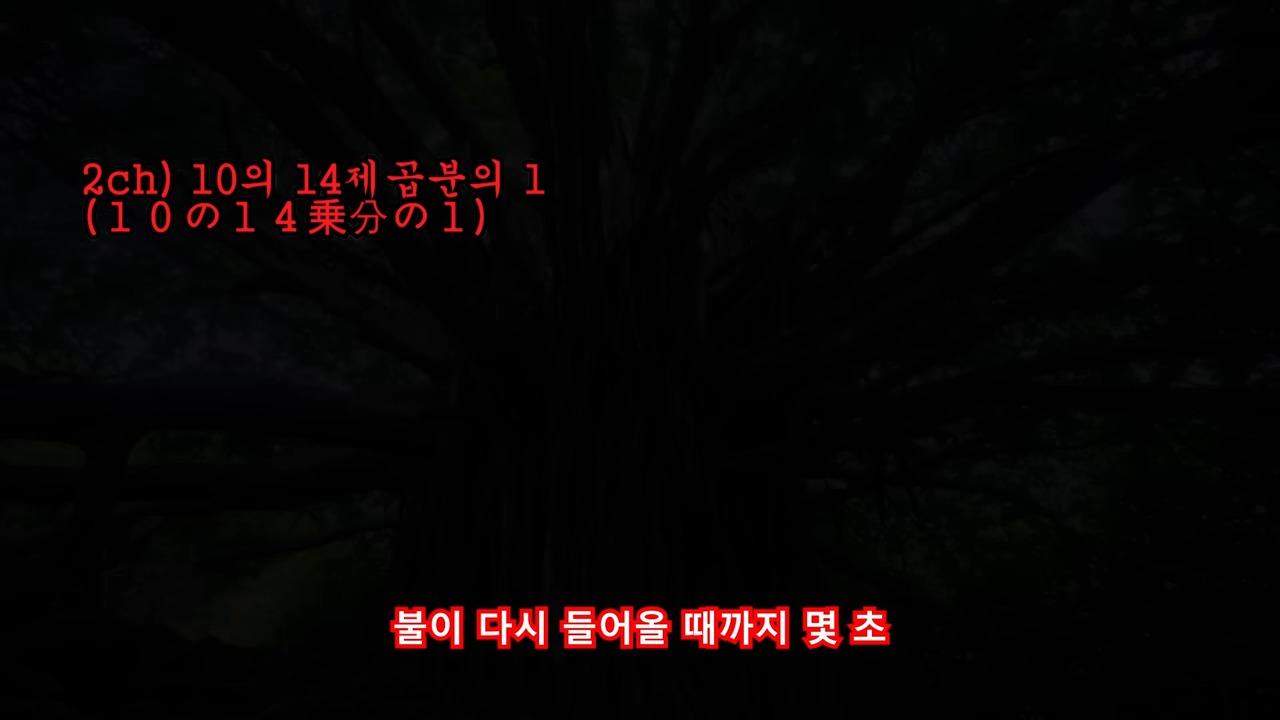 2ch) 10의 14제곱분의 1
(１０の１４乗分の１)
불이 다시 들어올 때까지 몇 초